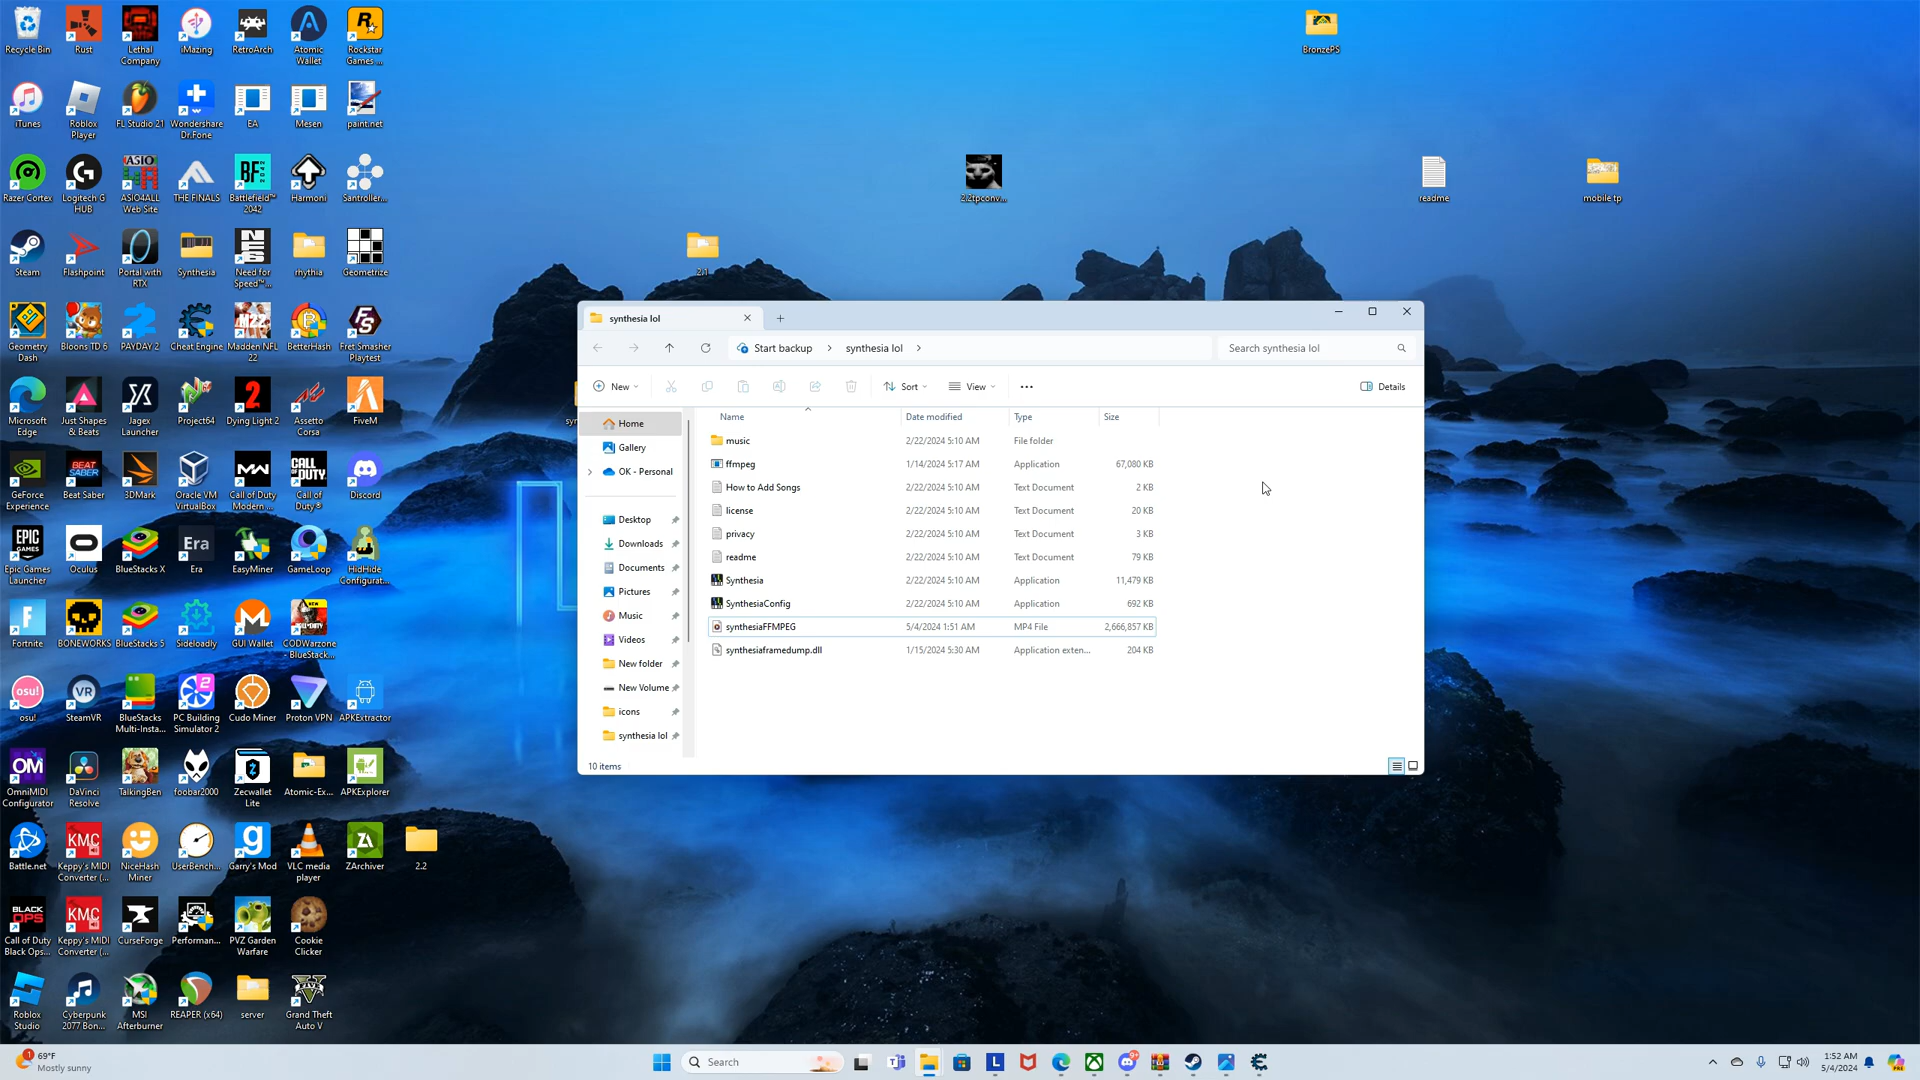 Recycle Bin
Rust
Lethal Company
iMazing
RetroArch
Atomic Wallet
Rockstar Games ...
BronzePS
iTunes
Roblox Player
FL Studio 21
Wondershare Dr.Fone
EA
Mesen
paint.net
Razer Cortex
Logitech G HUB
ASIO4ALL Web Site
THE FINALS
Battlefield™ 2042
Harmoni
Santroller...
2.2tpconv...
readme
mobile tp
Steam
Flashpoint
Portal with RTX
Synthesia
Need for Speed™...
rhythia
Geometrize
2.1
Geometry Dash
Bloons TD 6
PAYDAY 2
Cheat Engine
Madden NFL 22
BetterHash
Fret Smasher Playtest
Microsoft Edge
Just Shapes & Beats
Jagex Launcher
Project64
Dying Light 2
Assetto Corsa
FiveM
GeForce Experience
Beat Saber
3DMark
Oracle VM VirtualBox
Call of Duty Modern ...
Call of Duty®
Discord
Epic Games Launcher
Oculus
BlueStacks X
Era
EasyMiner
GameLoop
HidHide Configurat...
Fortnite
BONEWORKS
BlueStacks 5
Sideloadly
GUI Wallet
CODWarzone - BlueStack...
osu!
SteamVR
BlueStacks Multi-Insta...
PC Building Simulator 2
Cudo Miner
Proton VPN
APKExtractor
OmniMIDI Configurator
DaVinci Resolve
TalkingBen
foobar2000
Zecwallet Lite
Atomic-Ex...
APKExplorer
Battle.net
Keppy's MIDI Converter (...
NiceHash Miner
UserBench...
Garry's Mod
VLC media player
ZArchiver
2.2
Call of Duty Black Ops...
Keppy's MIDI Converter (...
CurseForge
Performan...
PVZ Garden Warfare
Cookie Clicker
Roblox Studio
Cyberpunk 2077 Bon...
MSI Afterburner
REAPER (x64)
server
Grand Theft Auto V
synthesia lol
Start backup
synthesia lol
Search synthesia lol
New
Sort
View
Details
Name
Date modified
Type
Size
Home
Gallery
OK - Personal
Desktop
Downloads
Documents
Pictures
Music
Videos
New folder
New Volume
icons
synthesia lol
music 2/22/2024 5:10 AM File folder
ffmpeg 1/14/2024 5:17 AM Application 67,080 KB
How to Add Songs 2/22/2024 5:10 AM Text Document 2 KB
license 2/22/2024 5:10 AM Text Document 20 KB
privacy 2/22/2024 5:10 AM Text Document 3 KB
readme 2/22/2024 5:10 AM Text Document 79 KB
Synthesia 2/22/2024 5:10 AM Application 11,479 KB
SynthesiaConfig 2/22/2024 5:10 AM Application 692 KB
synthesiaFFMPEG 5/4/2024 1:51 AM MP4 File 2,666,857 KB
synthesiaframedump.dll 1/15/2024 5:30 AM Application exten... 204 KB
10 items
69°F
Mostly sunny
Search
1:52 AM
5/4/2024